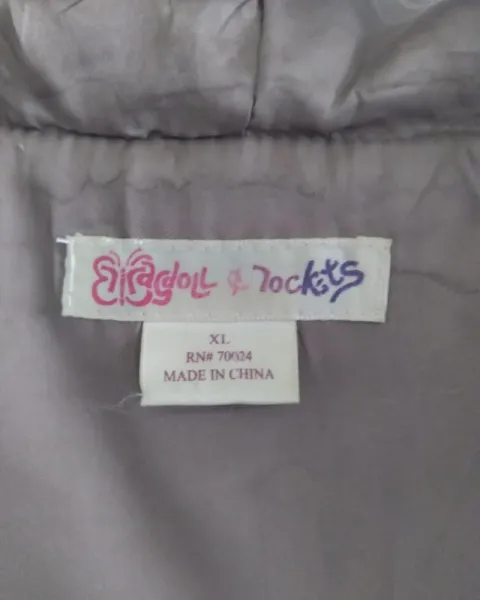 Ragdoll & Rockets
XL
RN# 70024
MADE IN CHINA